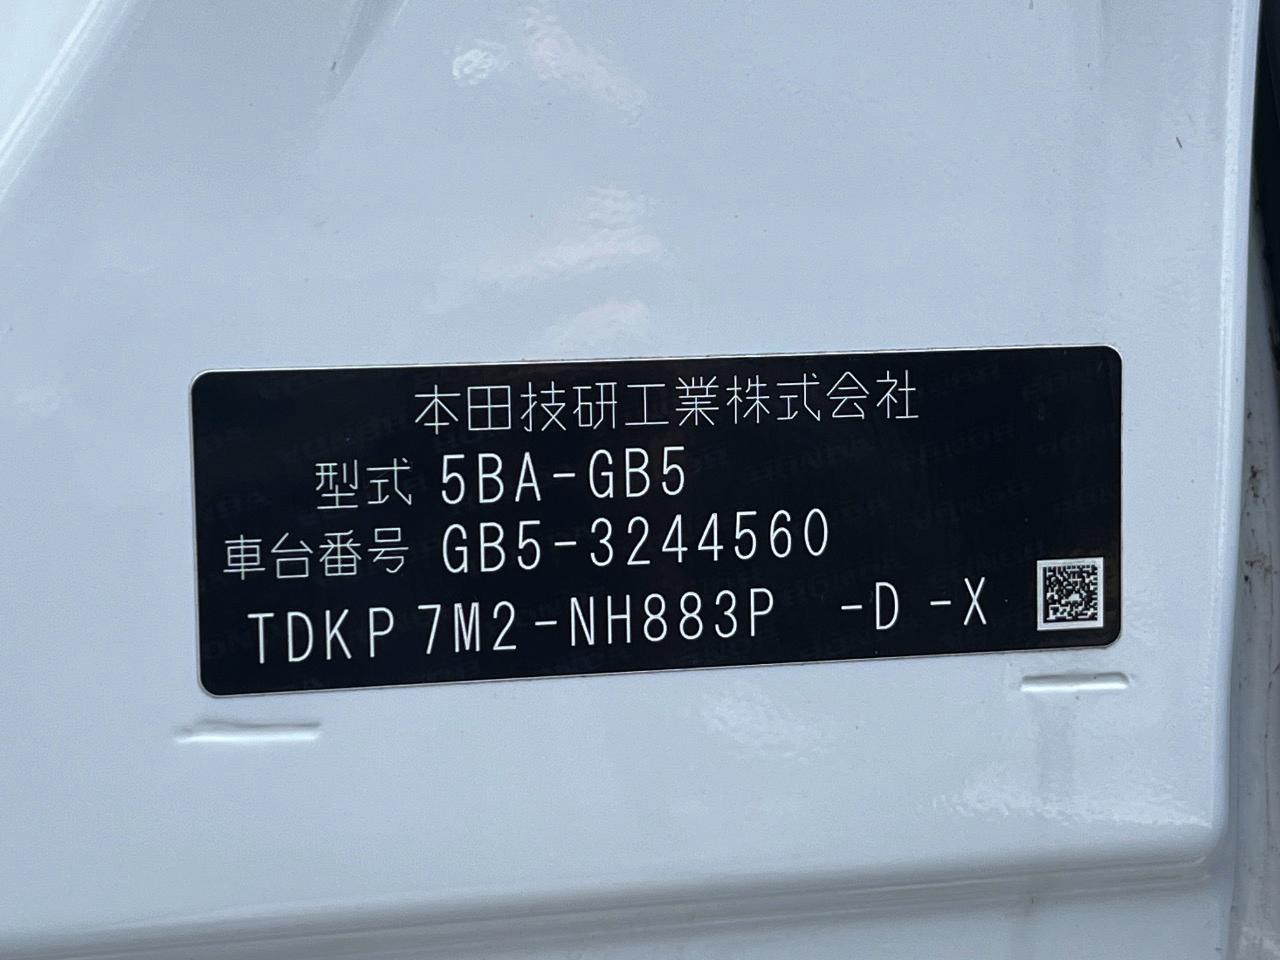 本田技研工業株式会社
型式 5BA-GB5
車台番号 GB5-3244560
TDKP 7M2-NH883P -D -X